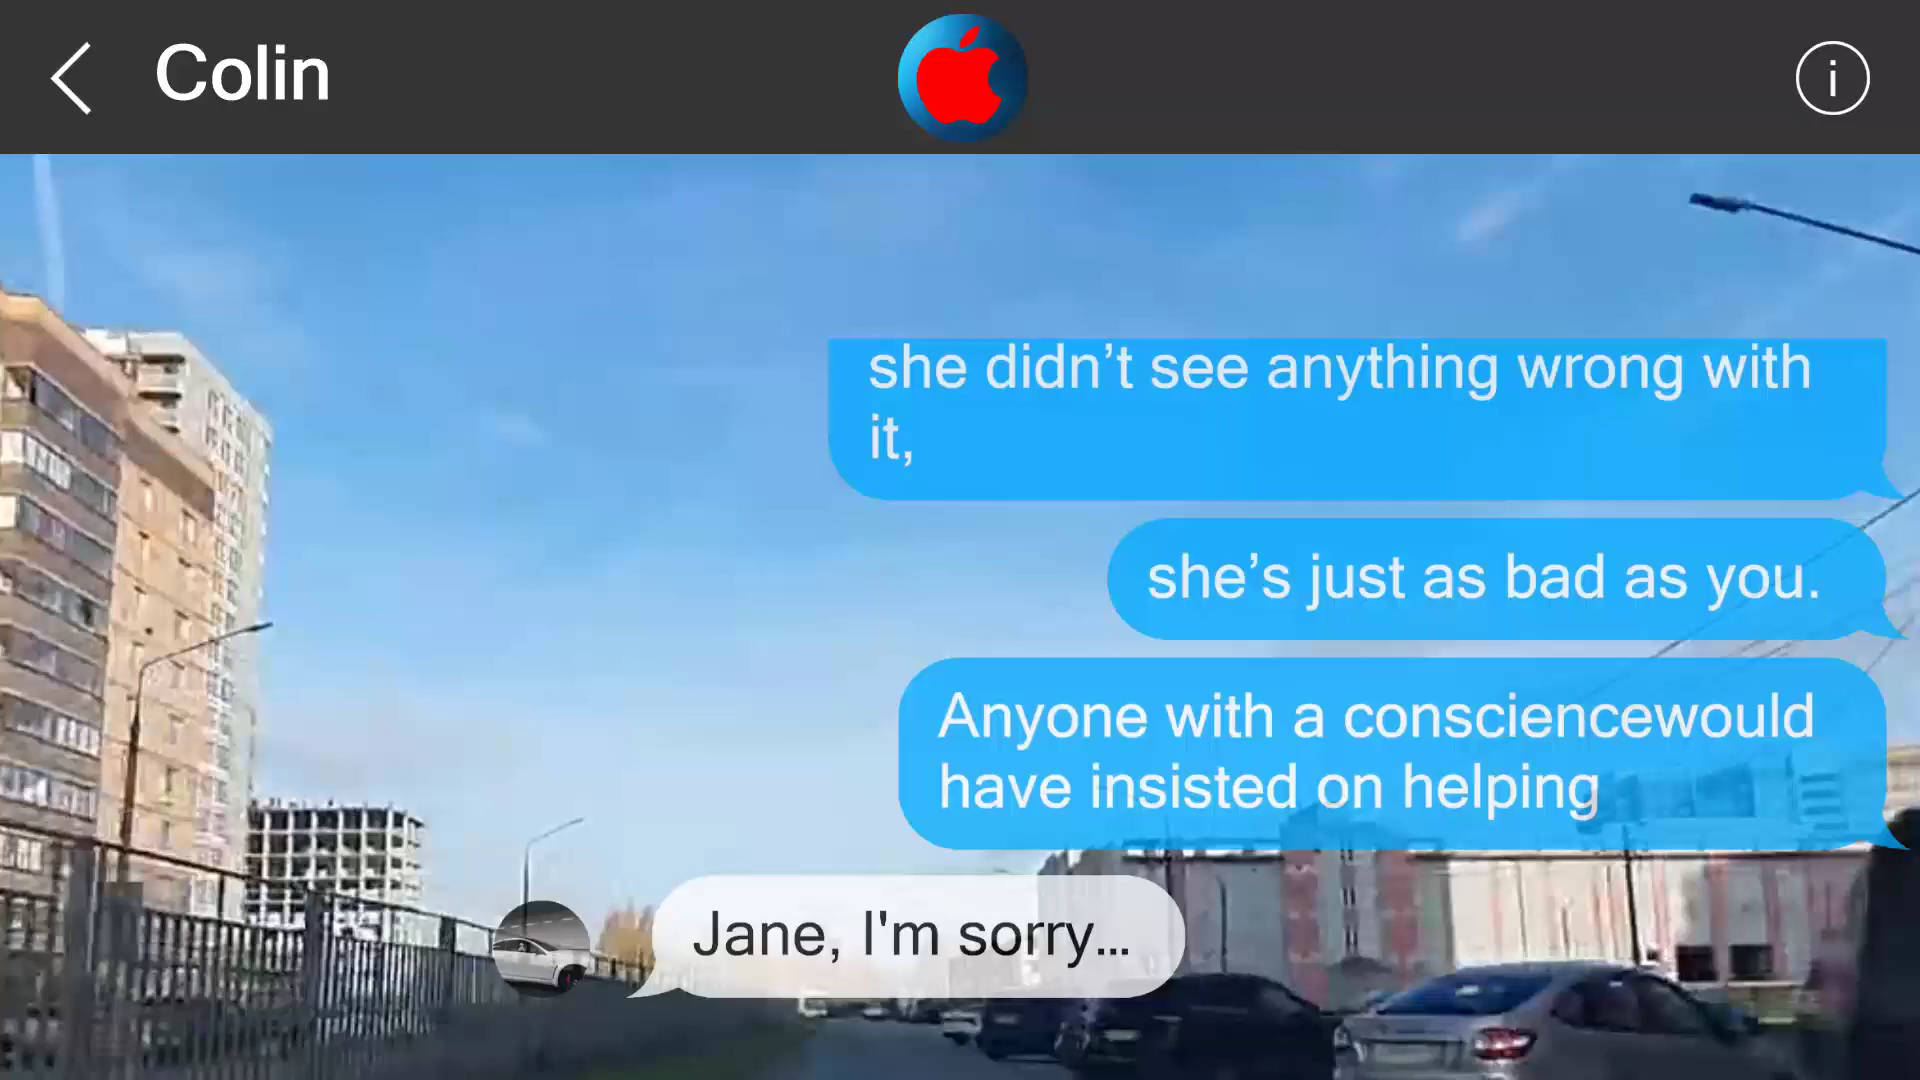 Colin
i
she didn’t see anything wrong with
it,
she’s just as bad as you.
Anyone with a consciencewould
have insisted on helping
Jane, I'm sorry...